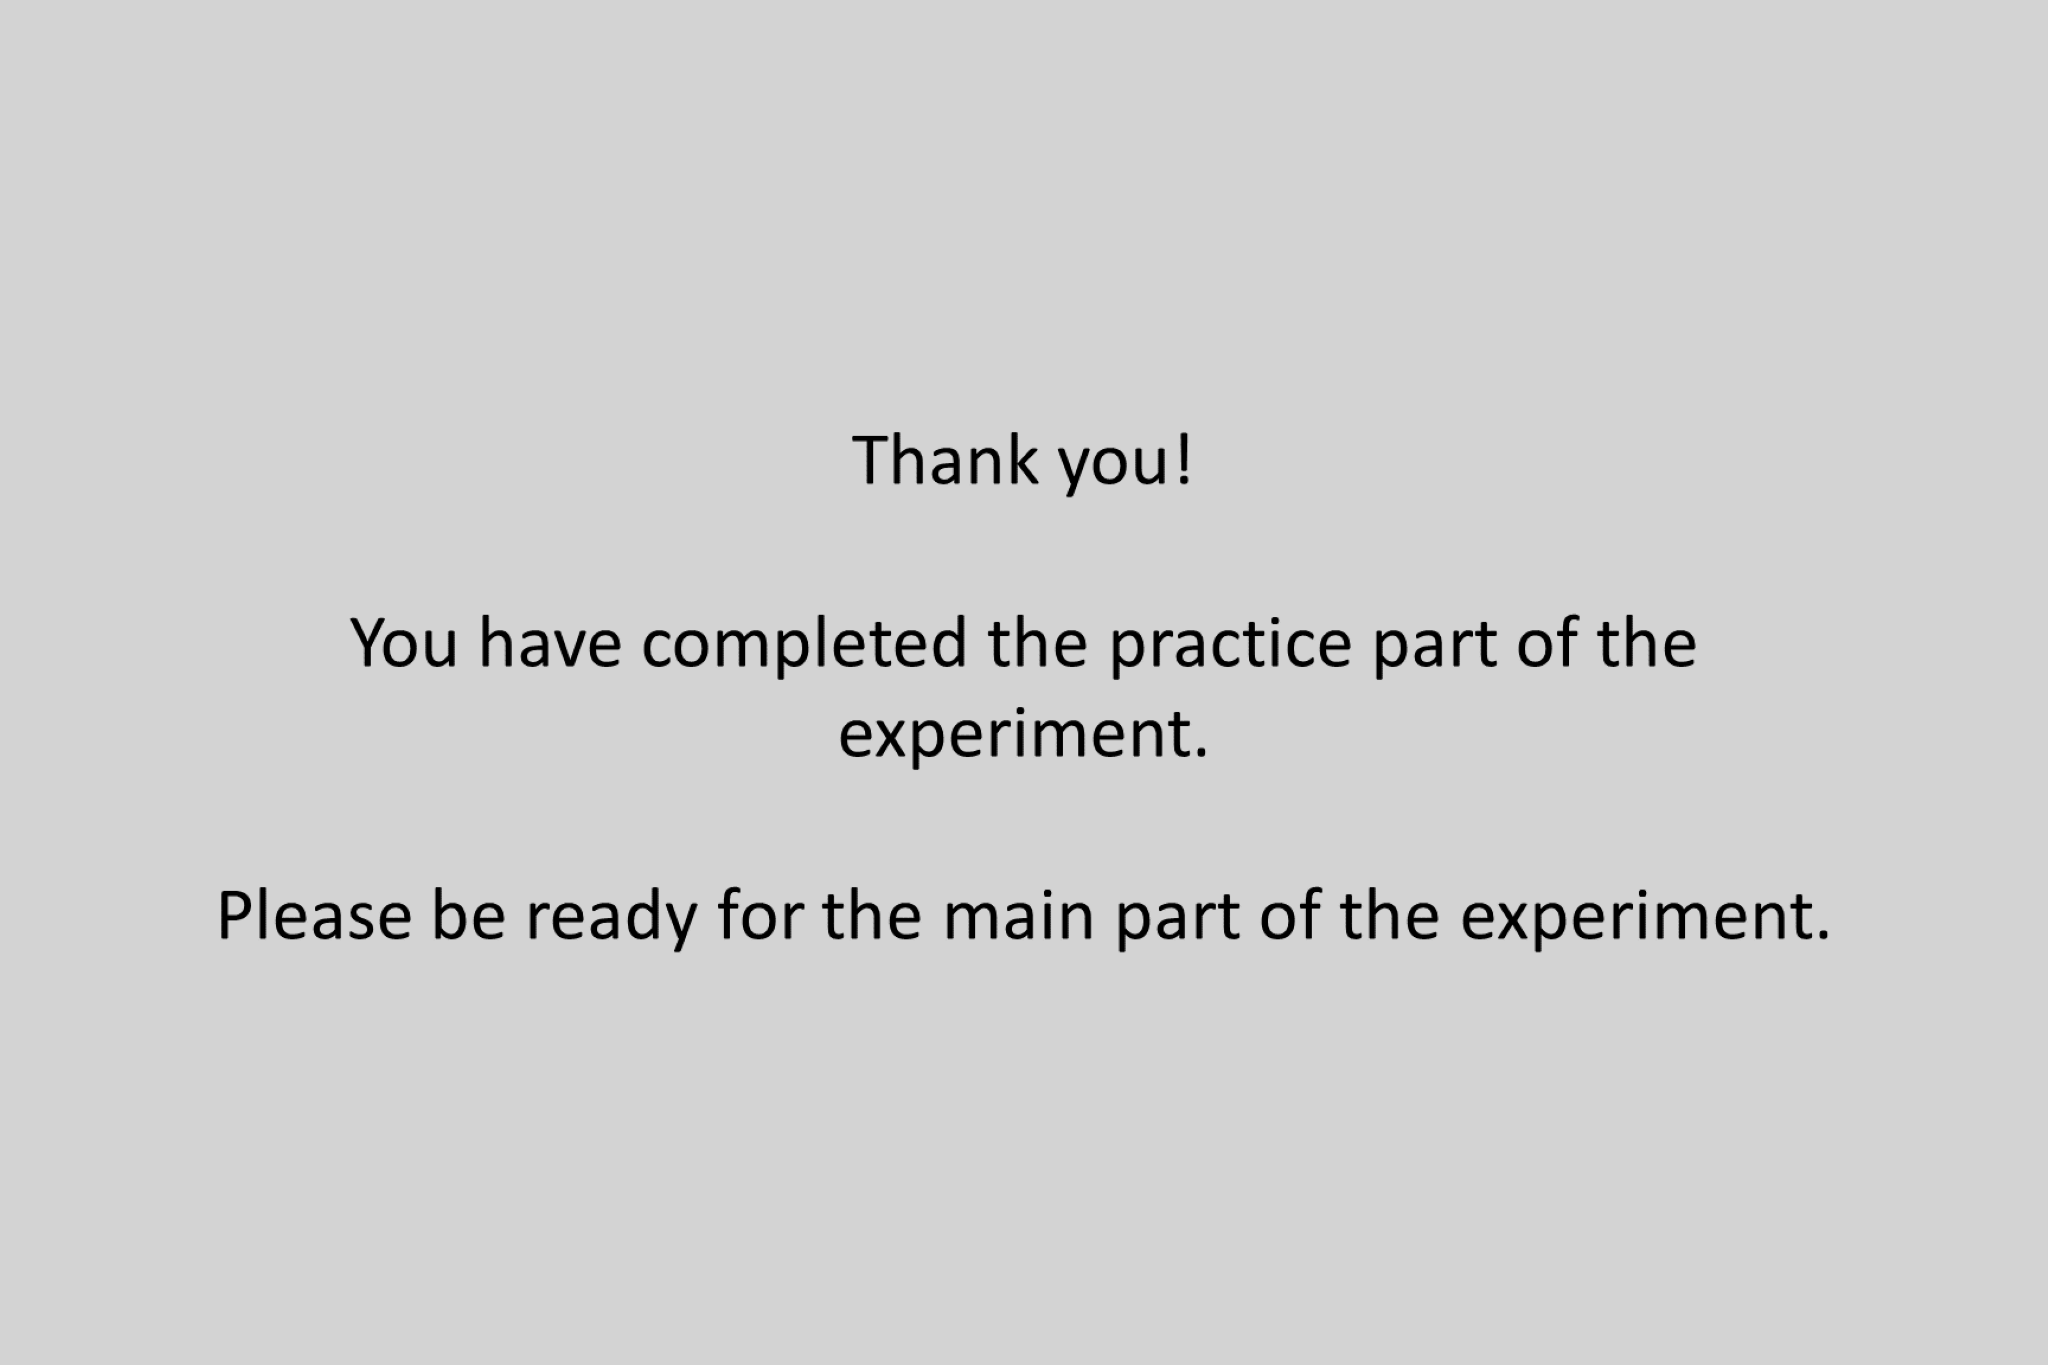 Thank you!
You have completed the practice part of the
experiment.
Please be ready for the main part of the experiment.